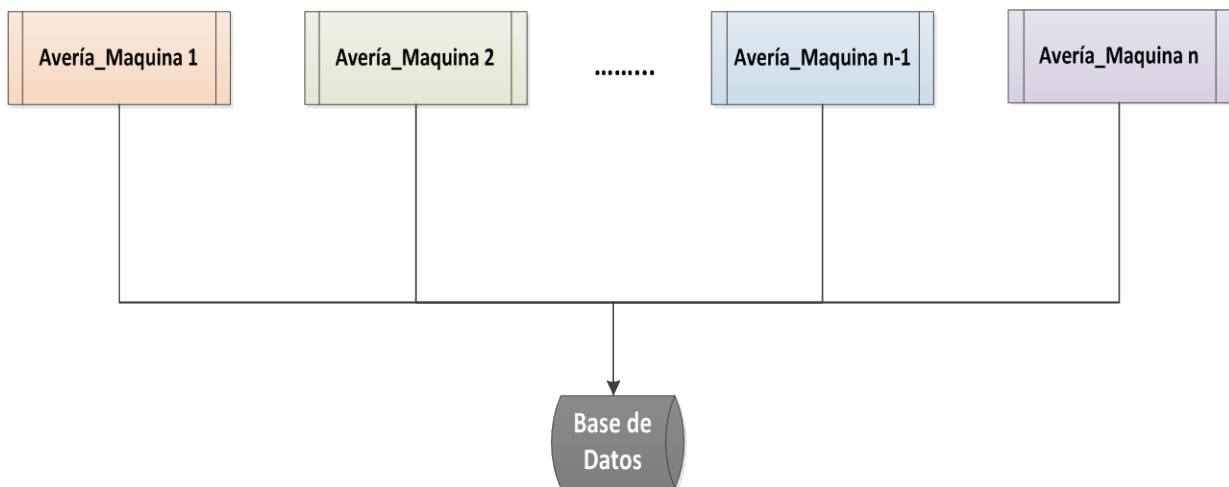 Avería_Maquina 1
Avería_Maquina 2
.........
Avería_Maquina n-1
Avería_Maquina n
Base de
Datos